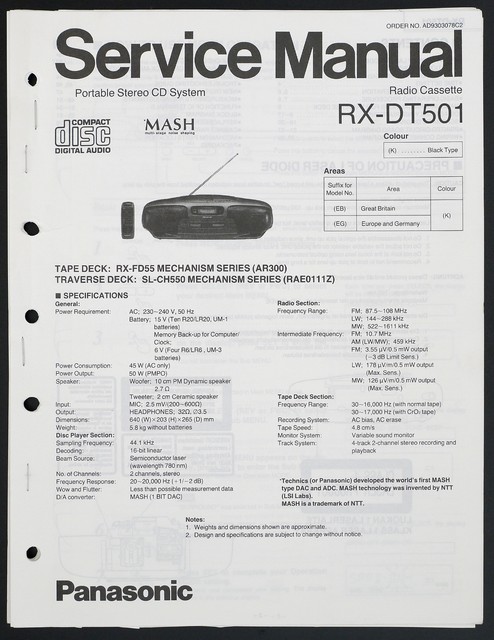 ORDER NO. AD9303078C2
Service Manual
Portable Stereo CD System
Radio Cassette
RX-DT501
COMPACT
disc
DIGITAL AUDIO
MASH
multi-stage noise shaping
Colour
(K) .......... Black Type
Areas
Suffix for Model No. Area Colour
(EB) Great Britain (K)
(EG) Europe and Germany
TAPE DECK: RX-FD55 MECHANISM SERIES (AR300)
TRAVERSE DECK: SL-CH550 MECHANISM SERIES (RAE0111Z)
■ SPECIFICATIONS
General:
Power Requirement: AC; 230~240 V, 50 Hz
Battery; 15 V (Ten R20/LR20, UM-1
batteries)
Memory Back-up for Computer/
Clock;
6 V (Four R6/LR6 , UM-3
batteries)
Power Consumption: 45 W (AC only)
Power Output: 50 W (PMPO)
Speaker: Woofer; 10 cm PM Dynamic speaker
2.7 Ω
Tweeter; 2 cm Ceramic speaker
Input: MIC; 2.5 mV/(200~600Ω)
Output: HEADPHONES; 32Ω,
Dimensions: 640 (W)×203 (H)×265 (D) mm
Weight: 5.8 kg without batteries
Disc Player Section:
Sampling Frequency: 44.1 kHz
Decoding: 16-bit linear
Beam Source: Semiconductor laser
(wavelength 780 nm)
No. of Channels: 2 channels, stereo
Frequency Response: 20~20,000 Hz (+1/−2 dB)
Wow and Flutter: Less than possible measurement data
D/A converter: MASH (1 BIT DAC)
Radio Section:
Frequency Range: FM; 87.5~108 MHz
LW; 144~288 kHz
MW; 522~1611 kHz
Intermediate Frequency: FM; 10.7 MHz
AM (LW/MW); 459 kHz
FM; 3.55 μV/0.5 mW output
(−3 dB Limit Sens.)
LW; 178 μV/m/0.5 mW output
(Max. Sens.)
MW; 126 μV/m/0.5 mW output
(Max. Sens.)
Tape Deck Section:
Frequency Range: 30~16,000 Hz (with normal tape)
30~17,000 Hz (with CrO₂ tape)
Recording System: AC bias, AC erase
Tape Speed: 4.8 cm/s
Monitor System Variable sound monitor
Track System: 4-track 2-channel stereo recording and
playback
*Technics (or Panasonic) developed the world's first MASH
type DAC and ADC. MASH technology was invented by NTT
(LSI Labs).
MASH is a trademark of NTT.
Notes:
1. Weights and dimensions shown are approximate.
2. Design and specifications are subject to change without notice.
Panasonic